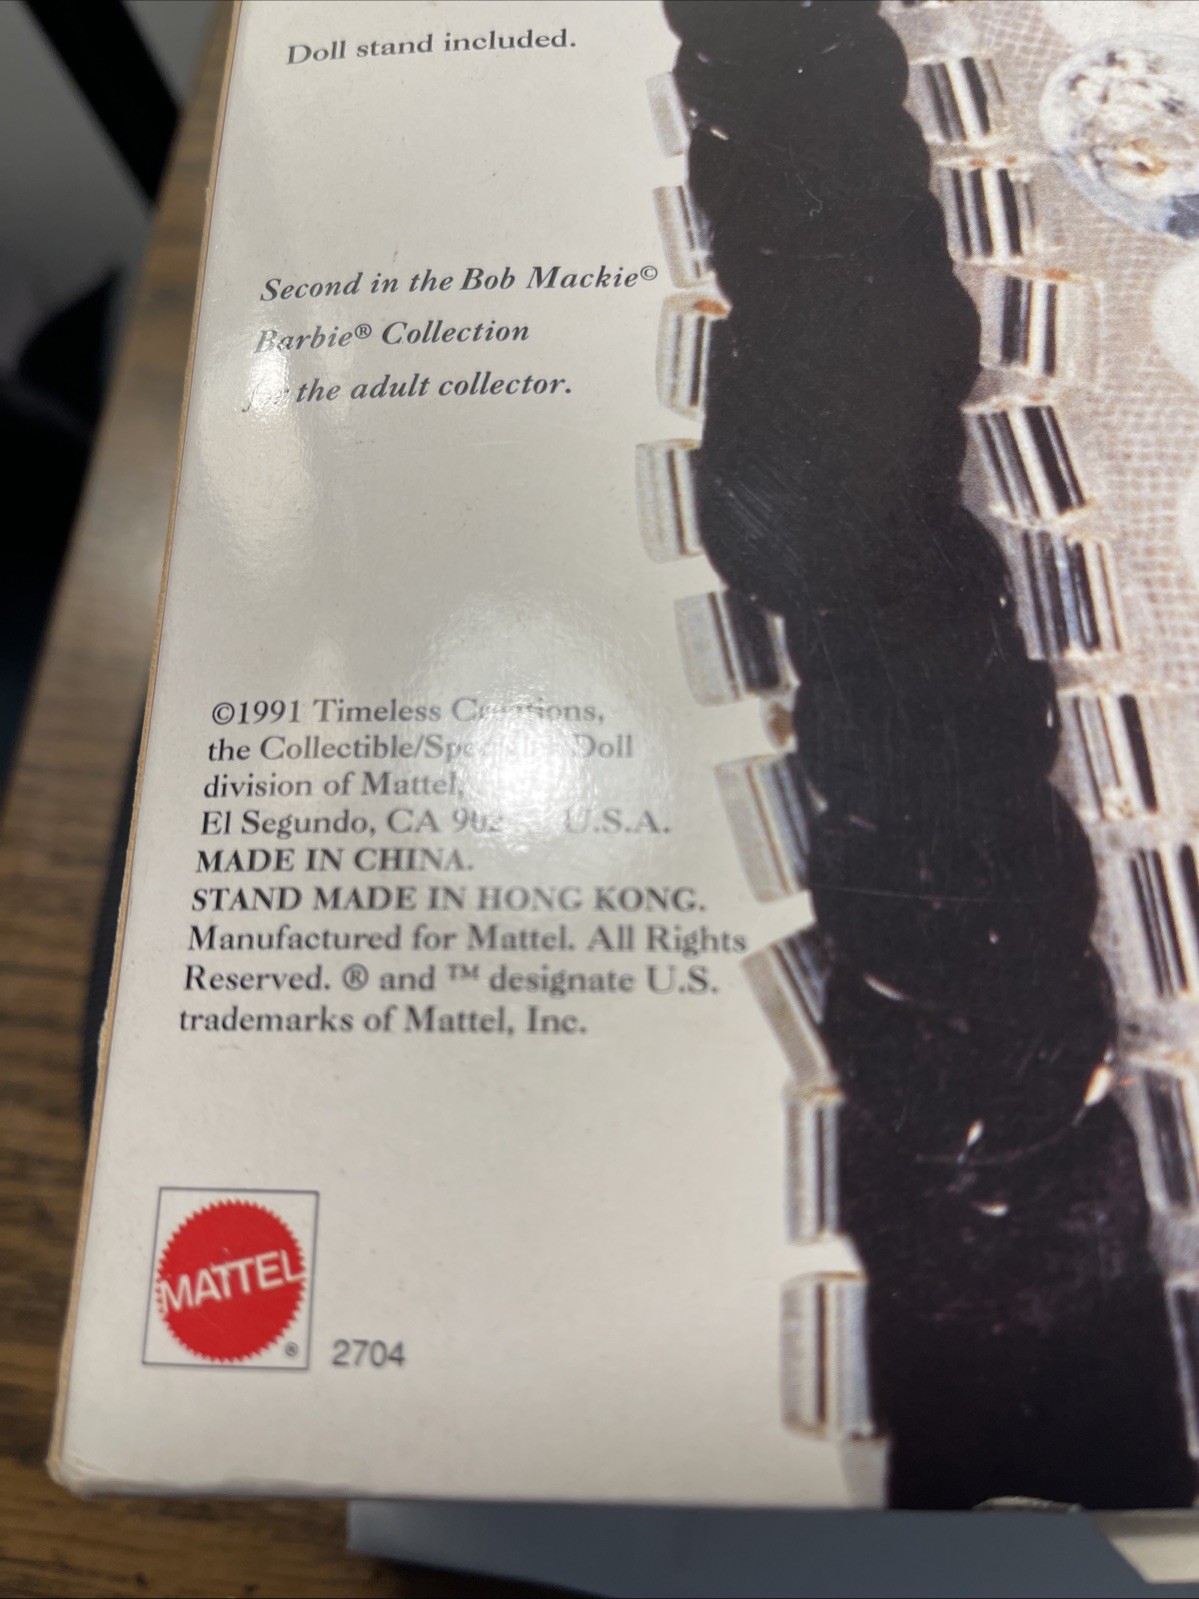 Doll stand included.
Second in the Bob Mackie©
Barbie® Collection
the adult collector.
©1991 Timeless Creations,
the Collectible/ Doll
division of Mattel,
El Segundo, CA U.S.A.
MADE IN CHINA.
STAND MADE IN HONG KONG.
Manufactured for Mattel. All Rights
Reserved. ® and ™ designate U.S.
trademarks of Mattel, Inc.
MATTEL
®
2704